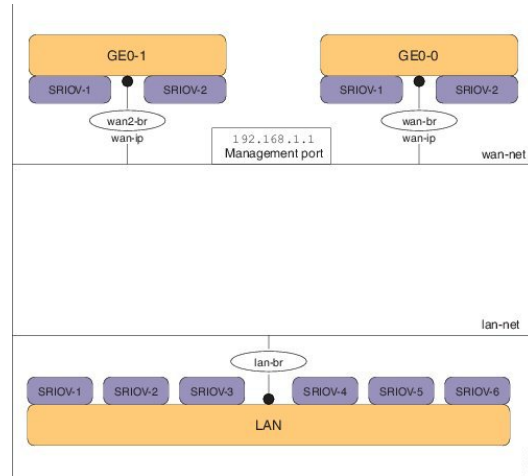 GE0-1
GE0-0
SRIOV-1
SRIOV-2
SRIOV-1
SRIOV-2
wan2-br
wan-ip
192.168.1.1
Management port
wan-br
wan-ip
wan-net
lan-net
lan-br
SRIOV-1
SRIOV-2
SRIOV-3
SRIOV-4
SRIOV-5
SRIOV-6
LAN